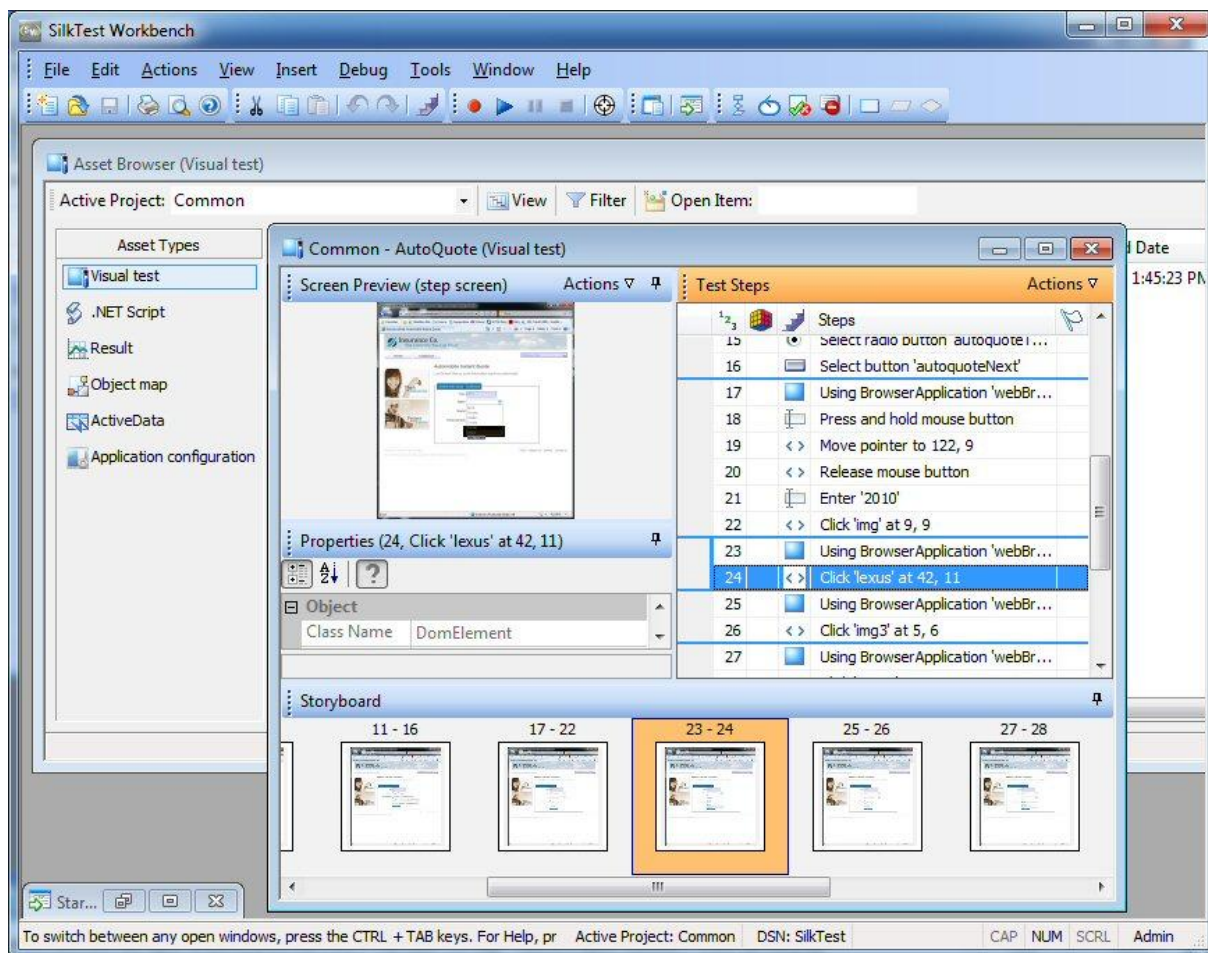 SilkTest Workbench
File Edit Actions View Insert Debug Tools Window Help
Asset Browser (Visual test)
Active Project: Common View Filter Open Item:
Asset Types
Visual test
.NET Script
Result
Object map
ActiveData
Application configuration
d Date
1:45:23 PM
Common - AutoQuote (Visual test)
Screen Preview (step screen) Actions
Insurance Co.
Automobile Instant Quote
Properties (24, Click 'lexus' at 42, 11)
Object
Class Name DomElement
Test Steps Actions
Steps
15 Select radio button 'autoquoteT...
16 Select button 'autoquoteNext'
17 Using BrowserApplication 'webBr...
18 Press and hold mouse button
19 Move pointer to 122, 9
20 Release mouse button
21 Enter '2010'
22 Click 'img' at 9, 9
23 Using BrowserApplication 'webBr...
24 Click 'lexus' at 42, 11
25 Using BrowserApplication 'webBr...
26 Click 'img3' at 5, 6
27 Using BrowserApplication 'webBr...
Storyboard
11 - 16 17 - 22 23 - 24 25 - 26 27 - 28
Star...
To switch between any open windows, press the CTRL + TAB keys. For Help, pr Active Project: Common DSN: SilkTest CAP NUM SCRL Admin